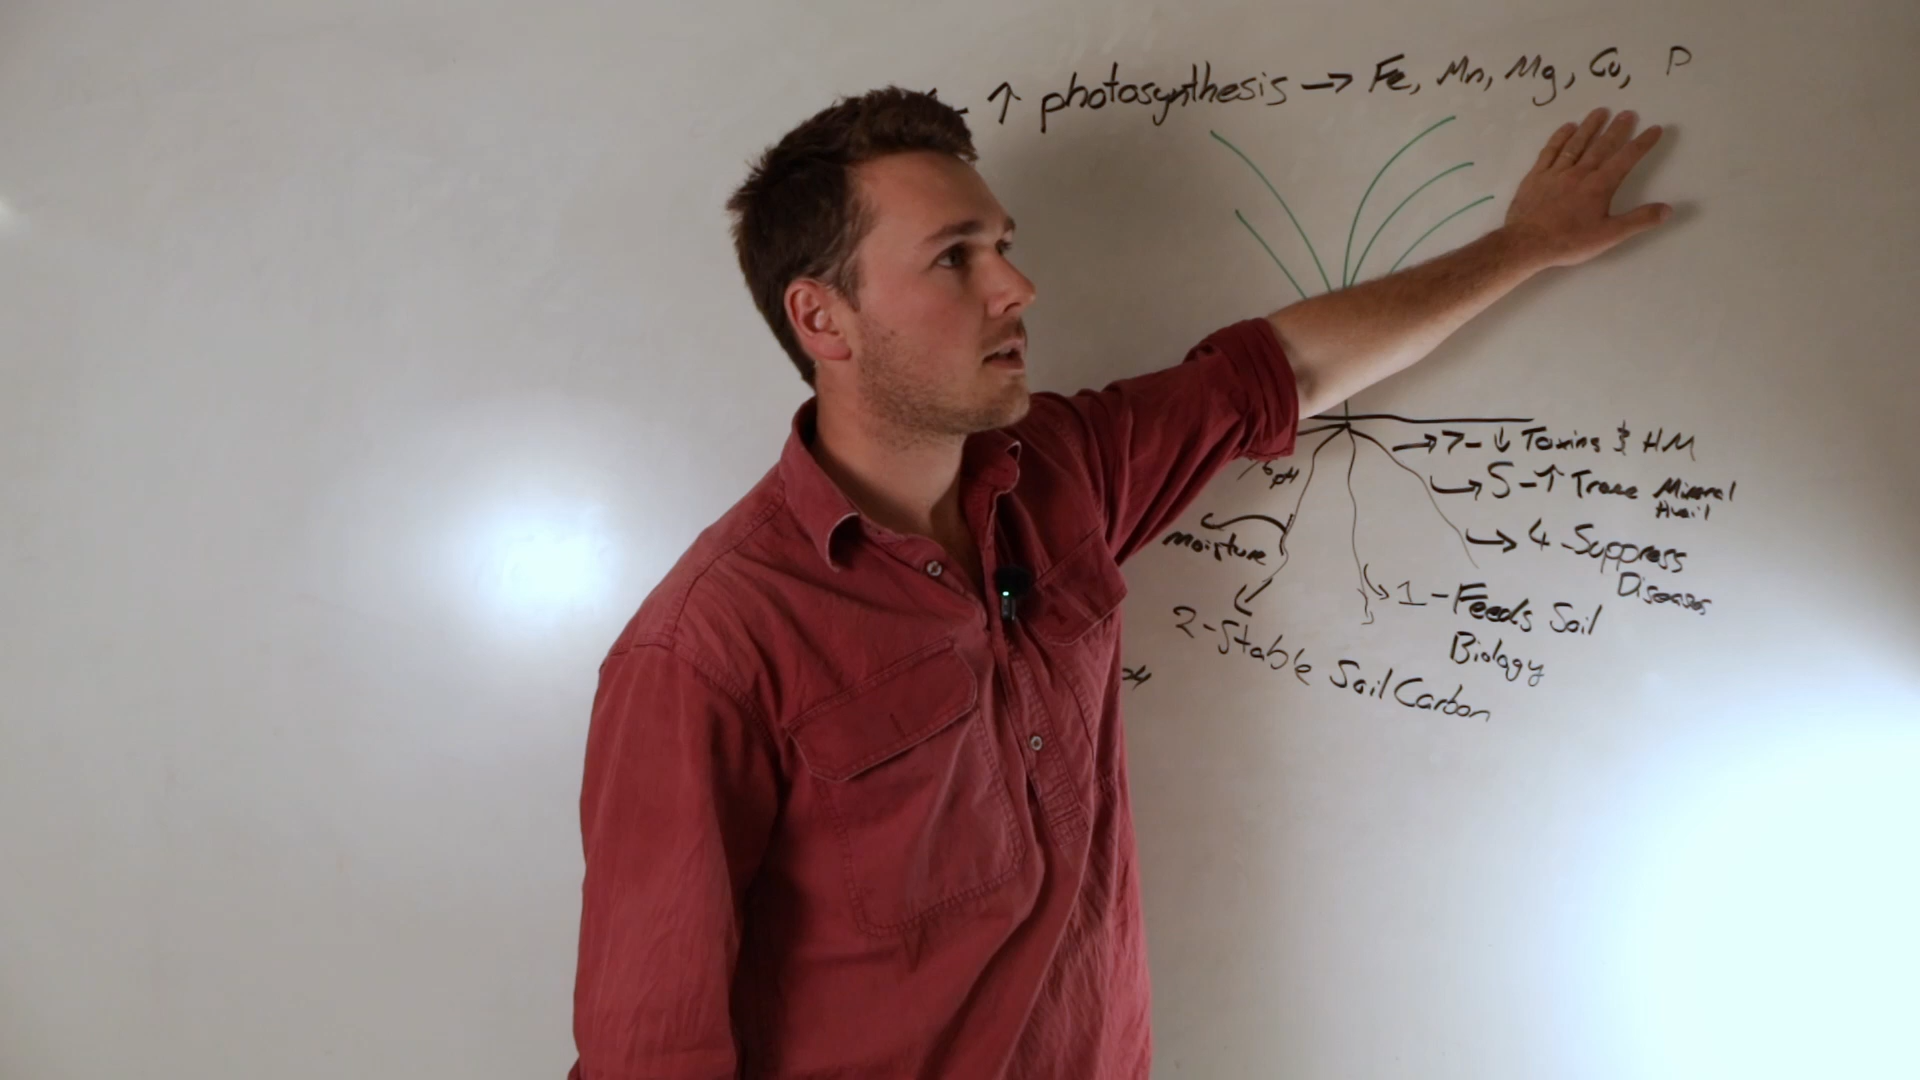 ↑ photosynthesis → Fe, Mn, Mg, Cu, P
→ 7-↓ Toxins & HM
→ 5-↑ Trace Mineral
Avail
pH
→ 4-Suppress
Diseases
Moisture
1-Feeds Soil
Biology
2-Stable Soil Carbon
pH